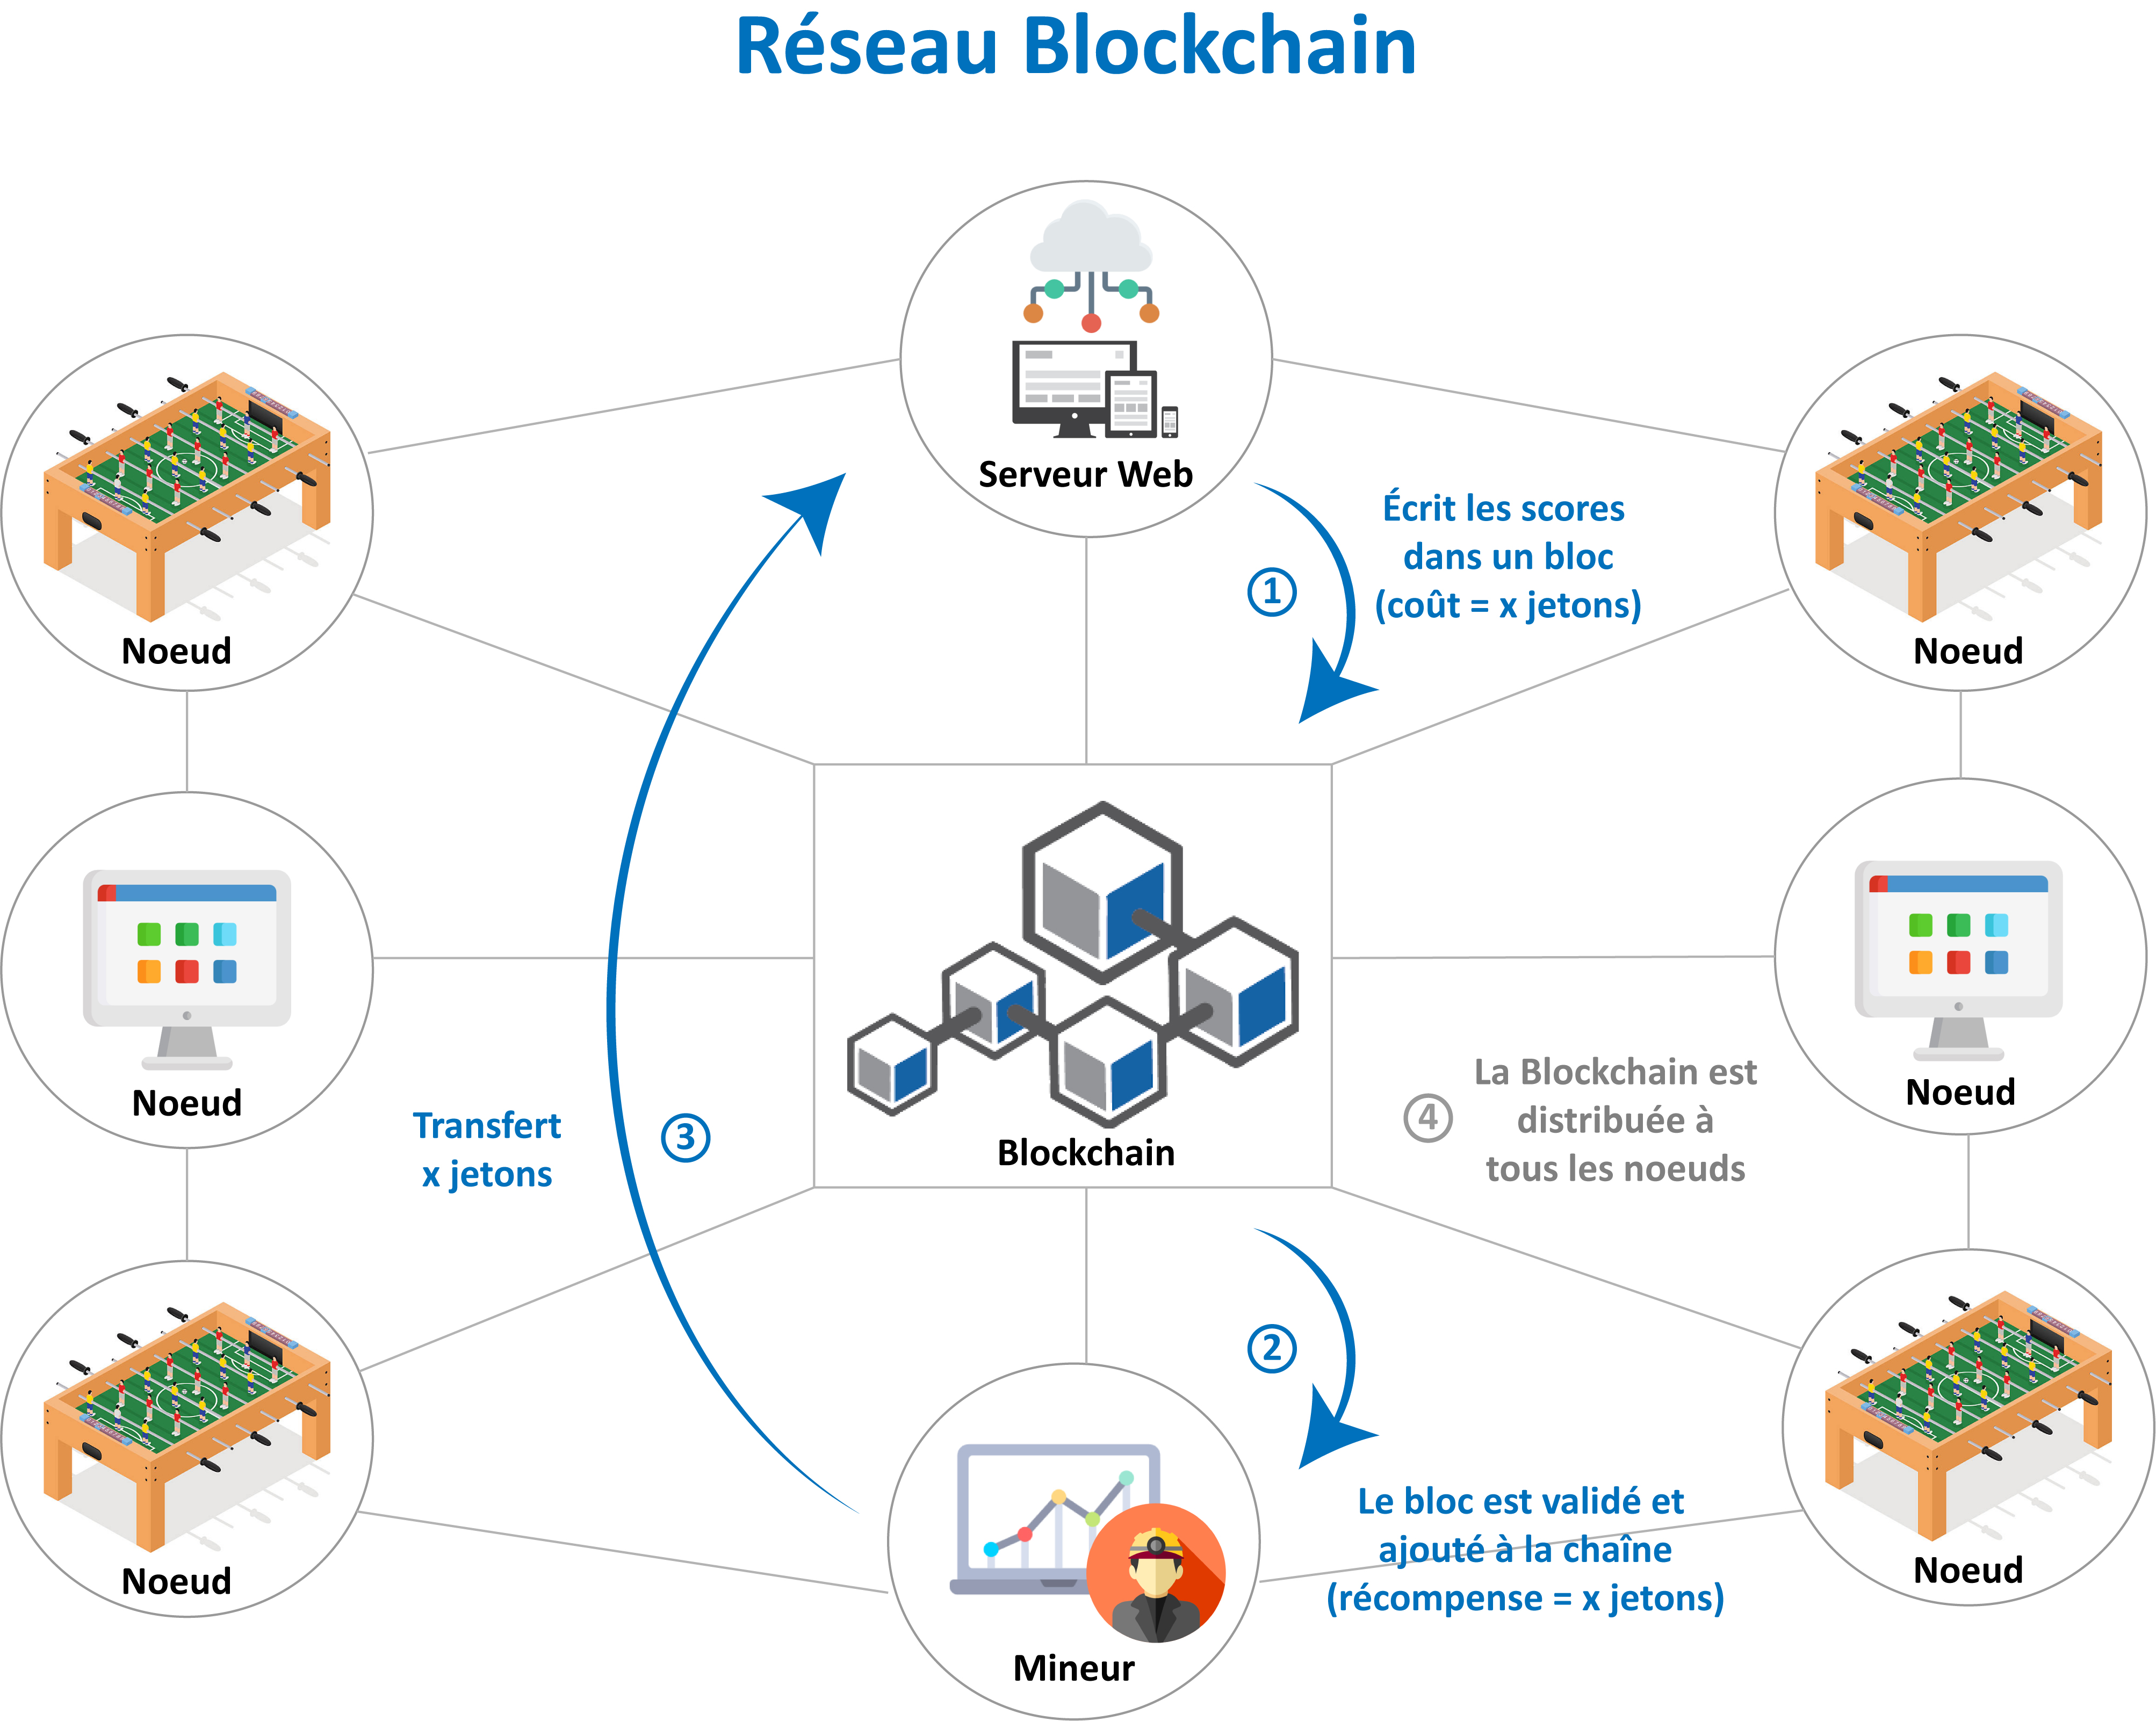 Réseau Blockchain
Serveur Web
Écrit les scores
dans un bloc
(coût = x jetons)
1
Noeud
Noeud
Noeud
Noeud
Blockchain
Transfert
x jetons
3
4
La Blockchain est
distribuée à
tous les noeuds
2
Le bloc est validé et
ajouté à la chaîne
(récompense = x jetons)
Noeud
Noeud
Mineur